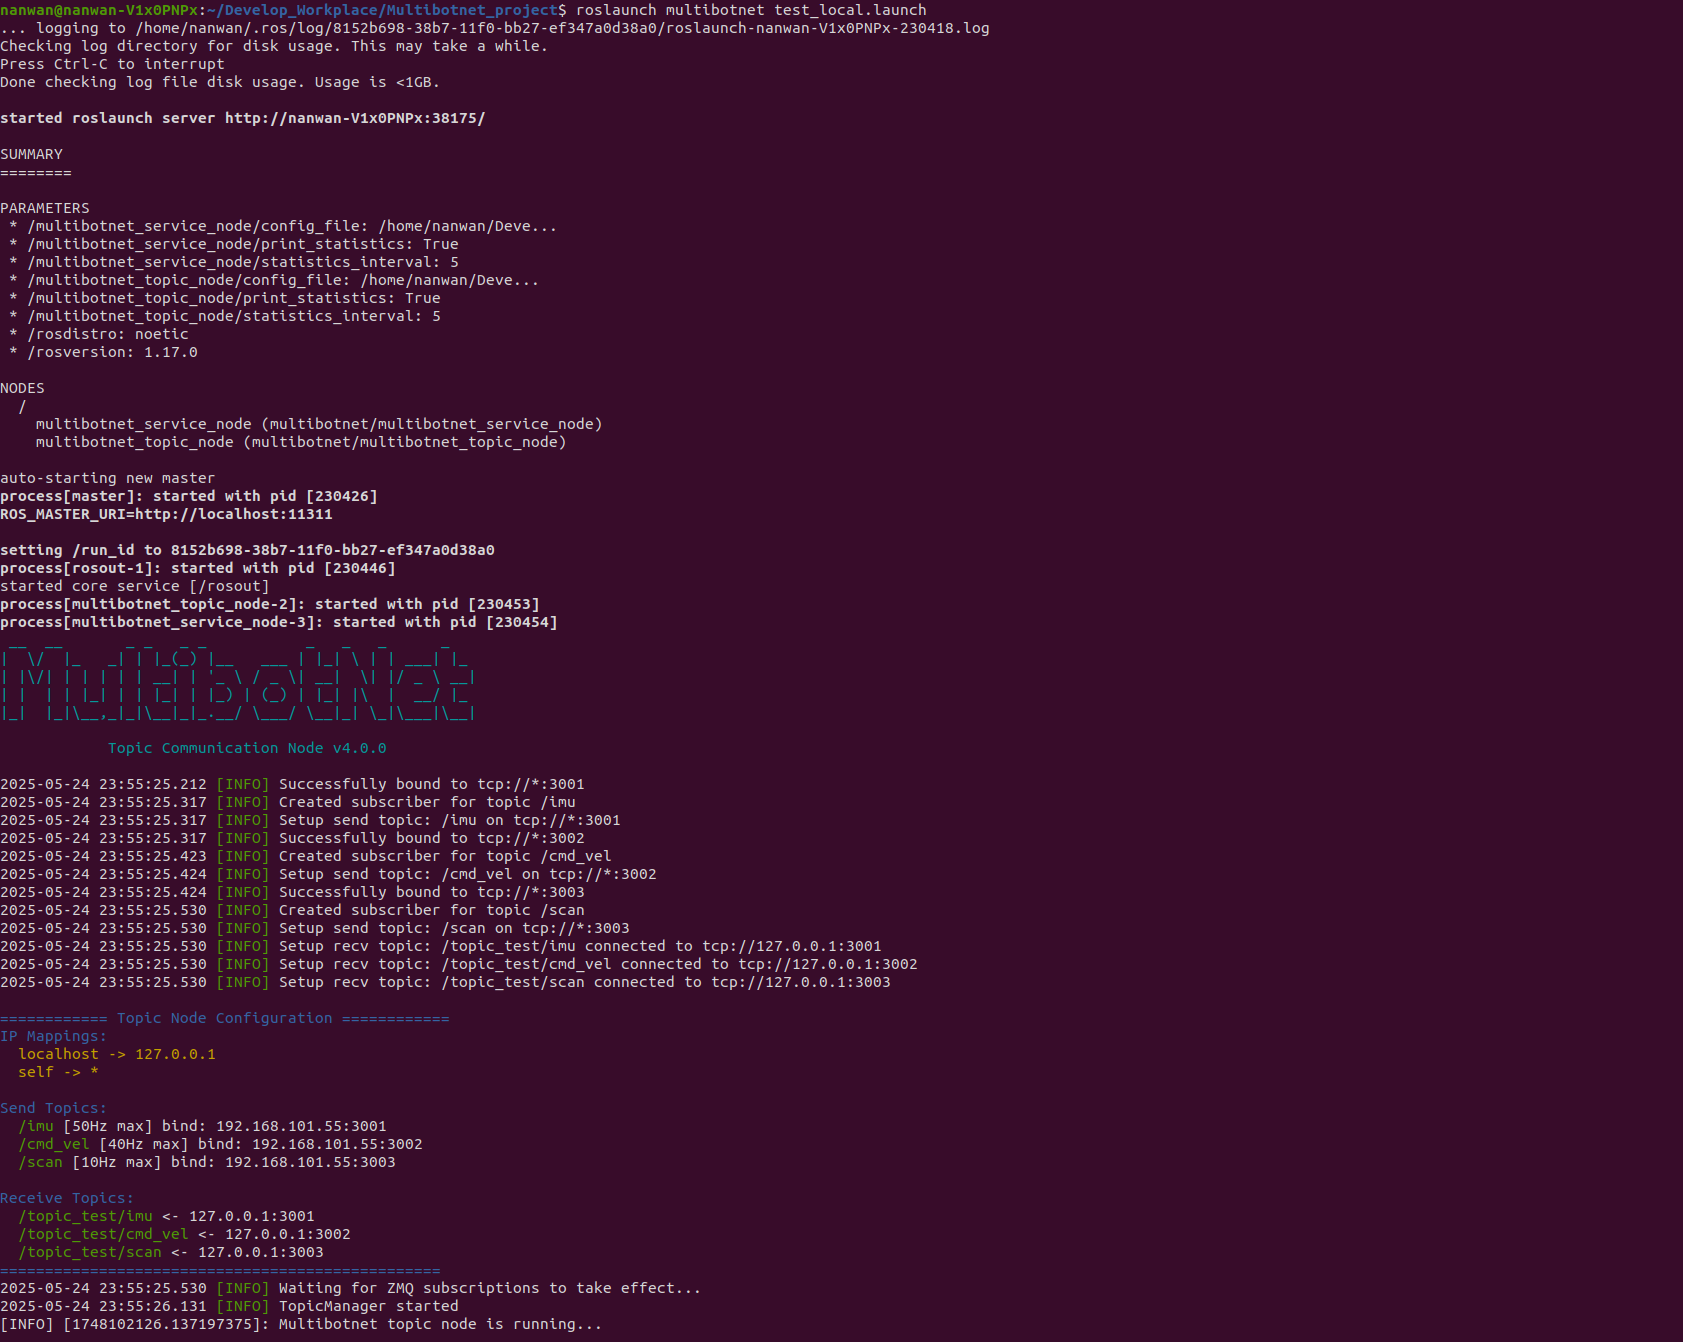 nanwan@nanwan-V1x0PNPx:~/Develop_Workplace/Multibotnet_project$ roslaunch multibotnet test_local.launch
... logging to /home/nanwan/.ros/log/8152b698-38b7-11f0-bb27-ef347a0d38a0/roslaunch-nanwan-V1x0PNPx-230418.log
Checking log directory for disk usage. This may take a while.
Press Ctrl-C to interrupt
Done checking log file disk usage. Usage is <1GB.

started roslaunch server http://nanwan-V1x0PNPx:38175/

SUMMARY
========

PARAMETERS
 * /multibotnet_service_node/config_file: /home/nanwan/Deve...
 * /multibotnet_service_node/print_statistics: True
 * /multibotnet_service_node/statistics_interval: 5
 * /multibotnet_topic_node/config_file: /home/nanwan/Deve...
 * /multibotnet_topic_node/print_statistics: True
 * /multibotnet_topic_node/statistics_interval: 5
 * /rosdistro: noetic
 * /rosversion: 1.17.0

NODES
  /
    multibotnet_service_node (multibotnet/multibotnet_service_node)
    multibotnet_topic_node (multibotnet/multibotnet_topic_node)

auto-starting new master
process[master]: started with pid [230426]
ROS_MASTER_URI=http://localhost:11311

setting /run_id to 8152b698-38b7-11f0-bb27-ef347a0d38a0
process[rosout-1]: started with pid [230446]
started core service [/rosout]
process[multibotnet_topic_node-2]: started with pid [230453]
process[multibotnet_service_node-3]: started with pid [230454]
MultibotNet

            Topic Communication Node v4.0.0

2025-05-24 23:55:25.212 [INFO] Successfully bound to tcp://*:3001
2025-05-24 23:55:25.317 [INFO] Created subscriber for topic /imu
2025-05-24 23:55:25.317 [INFO] Setup send topic: /imu on tcp://*:3001
2025-05-24 23:55:25.317 [INFO] Successfully bound to tcp://*:3002
2025-05-24 23:55:25.423 [INFO] Created subscriber for topic /cmd_vel
2025-05-24 23:55:25.424 [INFO] Setup send topic: /cmd_vel on tcp://*:3002
2025-05-24 23:55:25.424 [INFO] Successfully bound to tcp://*:3003
2025-05-24 23:55:25.530 [INFO] Created subscriber for topic /scan
2025-05-24 23:55:25.530 [INFO] Setup send topic: /scan on tcp://*:3003
2025-05-24 23:55:25.530 [INFO] Setup recv topic: /topic_test/imu connected to tcp://127.0.0.1:3001
2025-05-24 23:55:25.530 [INFO] Setup recv topic: /topic_test/cmd_vel connected to tcp://127.0.0.1:3002
2025-05-24 23:55:25.530 [INFO] Setup recv topic: /topic_test/scan connected to tcp://127.0.0.1:3003

============ Topic Node Configuration ============
IP Mappings:
  localhost -> 127.0.0.1
  self -> *

Send Topics:
  /imu [50Hz max] bind: 192.168.101.55:3001
  /cmd_vel [40Hz max] bind: 192.168.101.55:3002
  /scan [10Hz max] bind: 192.168.101.55:3003

Receive Topics:
  /topic_test/imu <- 127.0.0.1:3001
  /topic_test/cmd_vel <- 127.0.0.1:3002
  /topic_test/scan <- 127.0.0.1:3003
=================================================
2025-05-24 23:55:25.530 [INFO] Waiting for ZMQ subscriptions to take effect...
2025-05-24 23:55:26.131 [INFO] TopicManager started
[INFO] [1748102126.137197375]: Multibotnet topic node is running...